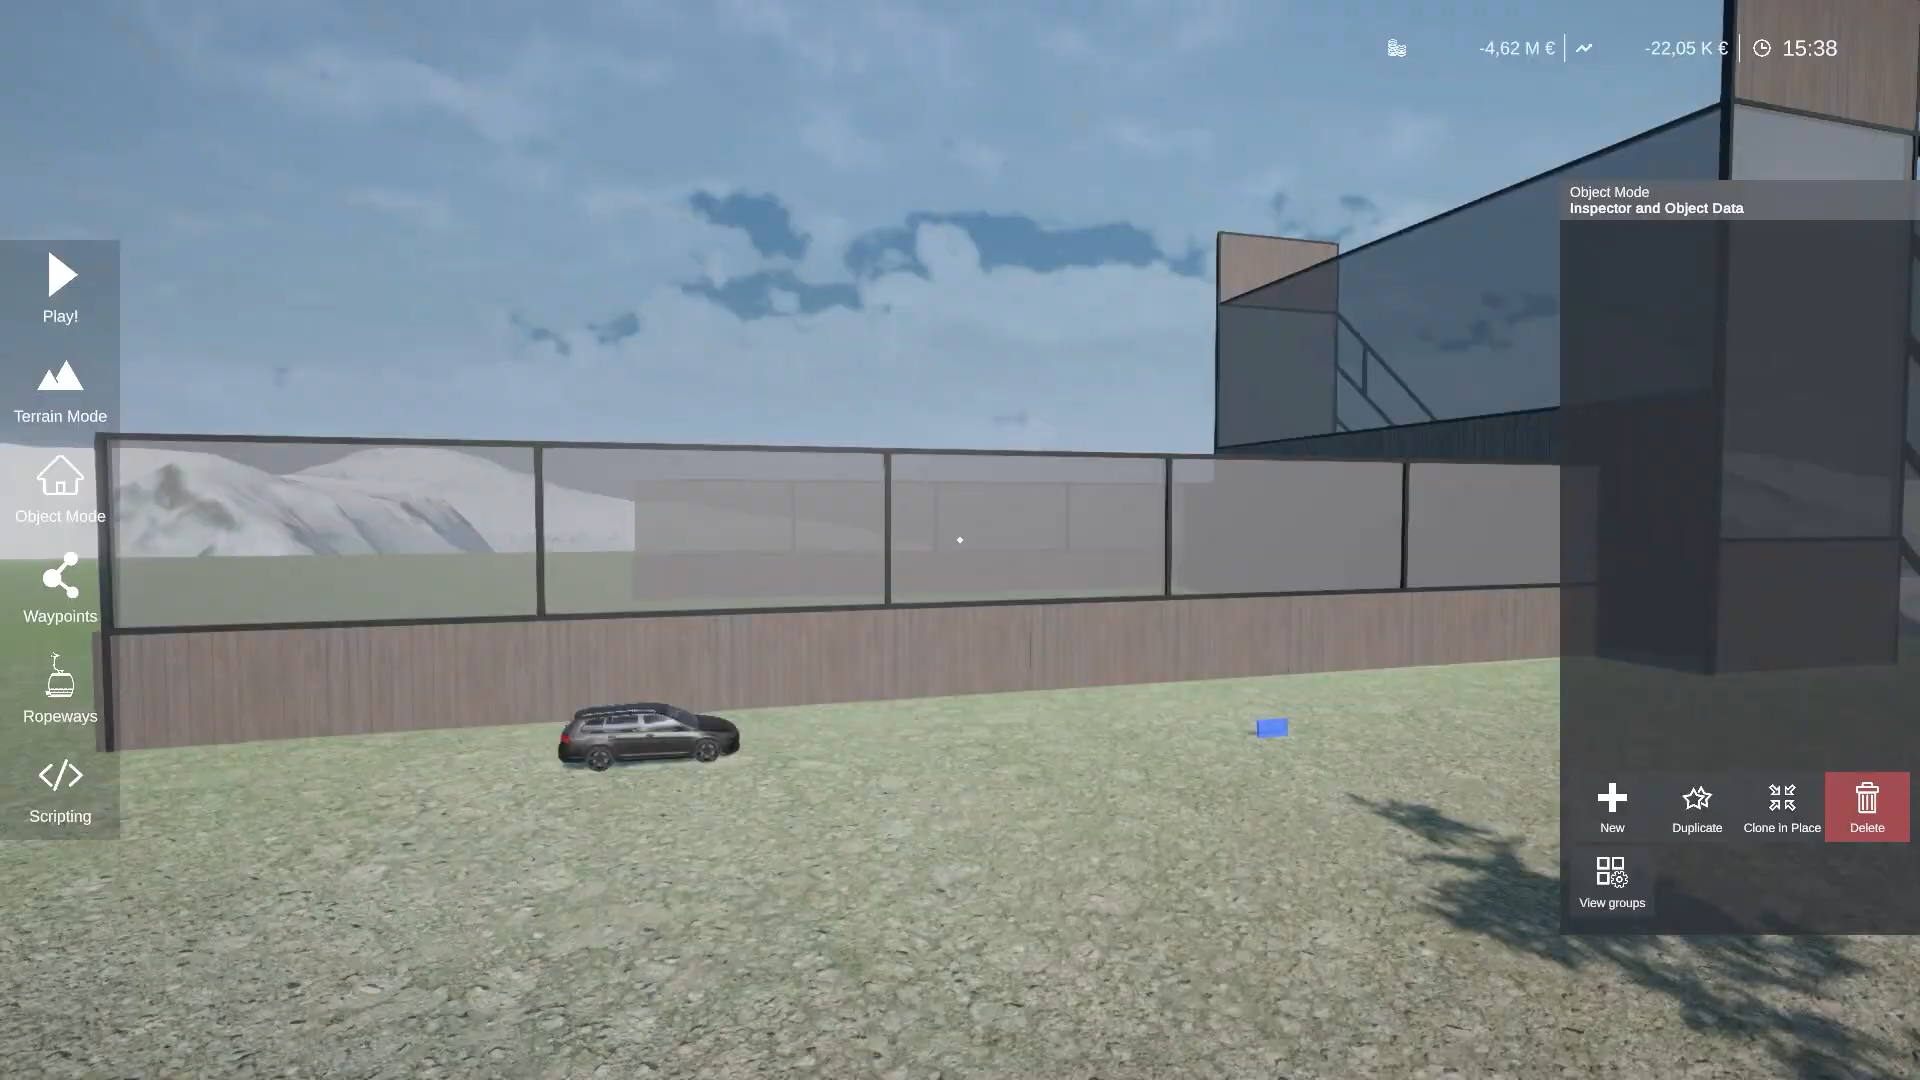 -4,62 M €
-22,05 K €
15:38
Object Mode
Inspector and Object Data
Play!
Terrain Mode
Object Mode
Waypoints
Ropeways
Scripting
New
Duplicate
Clone in Place
Delete
View groups